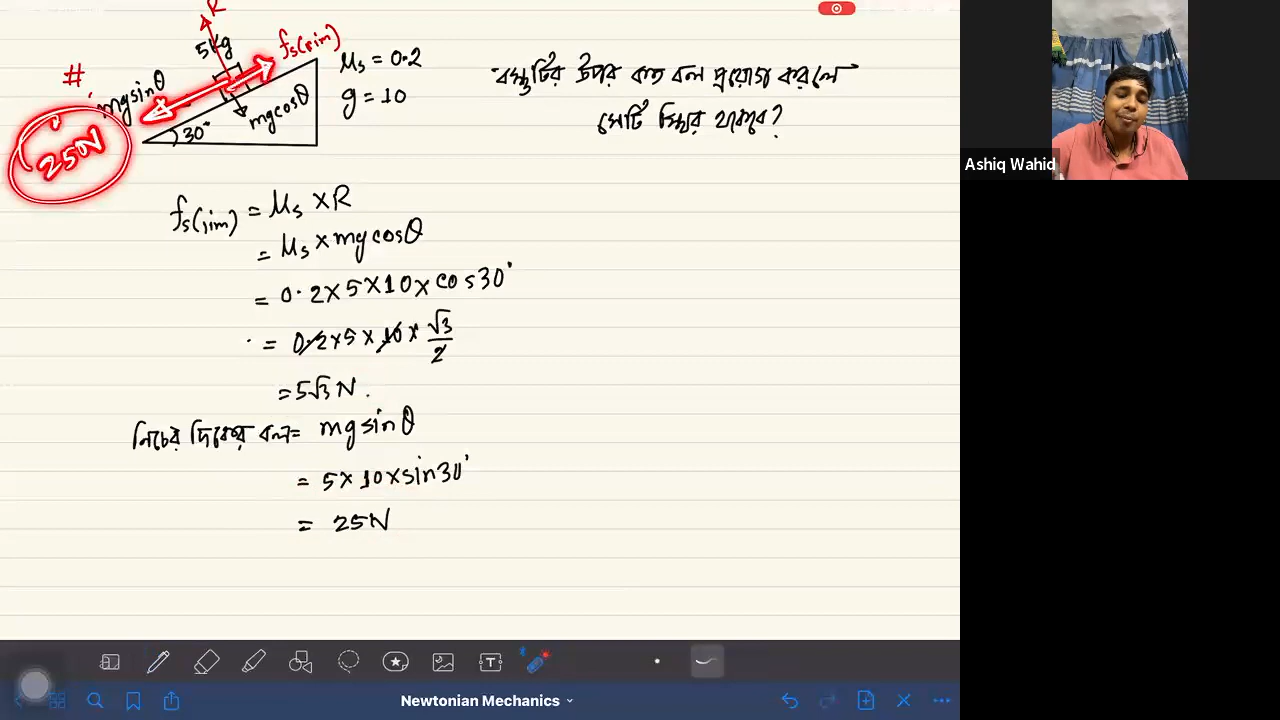 R
5kg
fs(lim)
#
mgsinθ
30°
mgcosθ
25N
μs = 0.2
g = 10
বস্তুটির উপর কত বল প্রয়োগ করলে
সেটি স্থির থাকবে?
Ashiq Wahid
fs(lim) = μs × R
= μs × mgcosθ
= 0.2×5×10×cos30°
= 0.2×5×10× √3/2
= 5√3 N.
নিচের দিকের বল = mgsinθ
= 5×10×sin30°
= 25N
Newtonian Mechanics